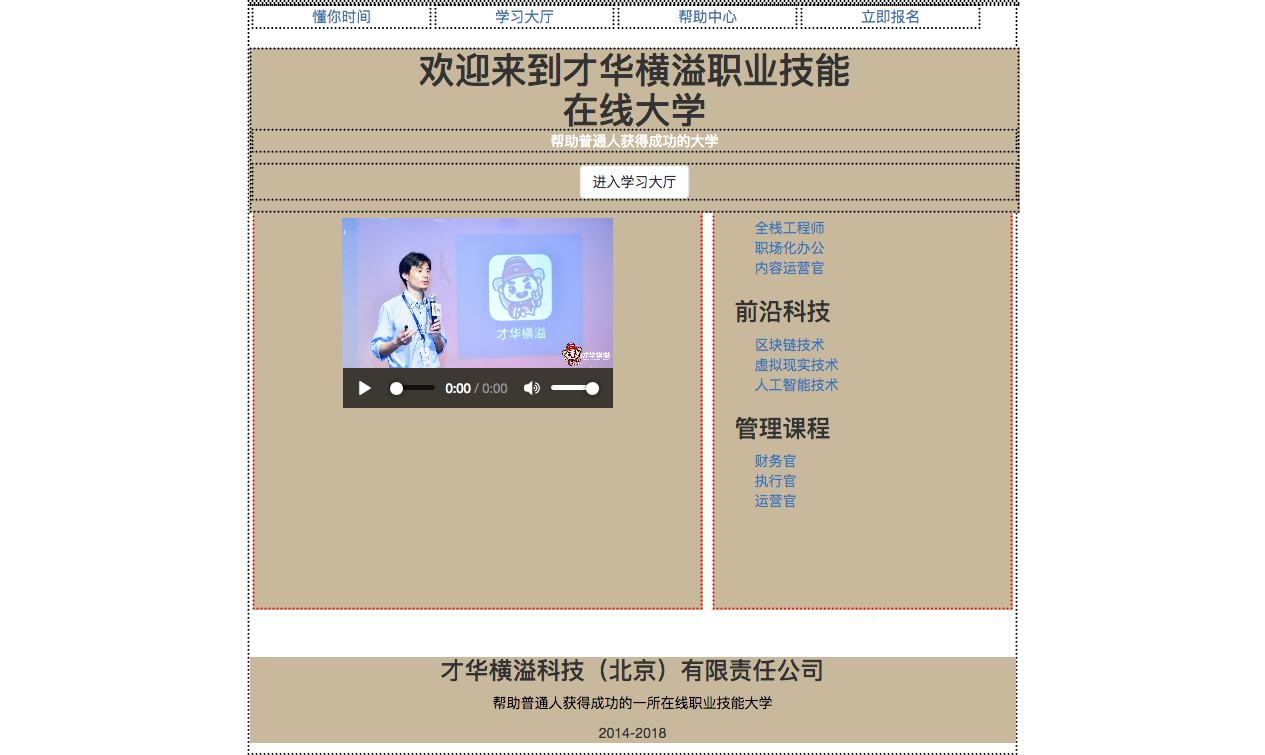 懂你时间
学习大厅
帮助中心
立即报名
欢迎来到才华横溢职业技能
在线大学
帮助普通人获得成功的大学
进入学习大厅
才华横溢
才华横溢
0:00 / 0:00
全栈工程师
职场化办公
内容运营官
前沿科技
区块链技术
虚拟现实技术
人工智能技术
管理课程
财务官
执行官
运营官
才华横溢科技（北京）有限责任公司
帮助普通人获得成功的一所在线职业技能大学
2014-2018